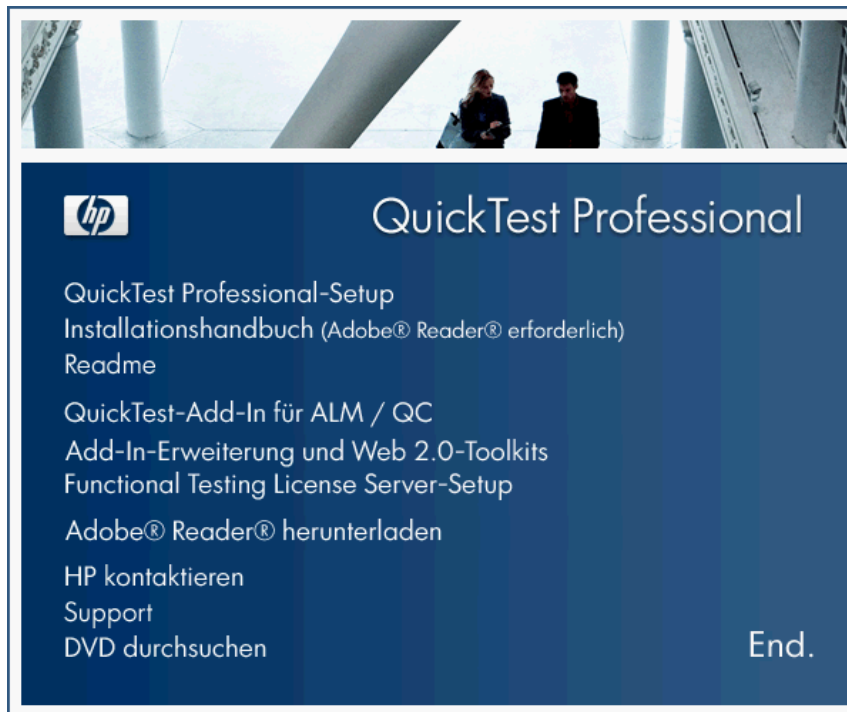 hp
QuickTest Professional
QuickTest Professional-Setup
Installationshandbuch (Adobe® Reader® erforderlich)
Readme
QuickTest-Add-In für ALM / QC
Add-In-Erweiterung und Web 2.0-Toolkits
Functional Testing License Server-Setup
Adobe® Reader® herunterladen
HP kontaktieren
Support
DVD durchsuchen
End.